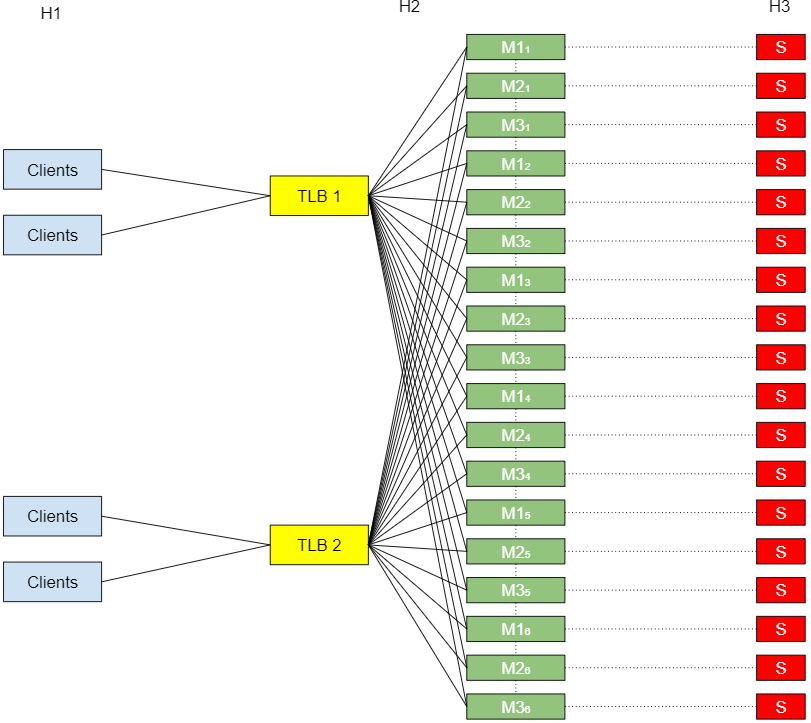 H1
H2
H3
M1₁ S
M2₁ S
M3₁ S
Clients
M1₂ S
TLB 1
M2₂ S
Clients
M3₂ S
M1₃ S
M2₃ S
M3₃ S
M1₄ S
M2₄ S
M3₄ S
Clients
M1₅ S
TLB 2
M2₅ S
Clients
M3₅ S
M1₆ S
M2₆ S
M3₆ S